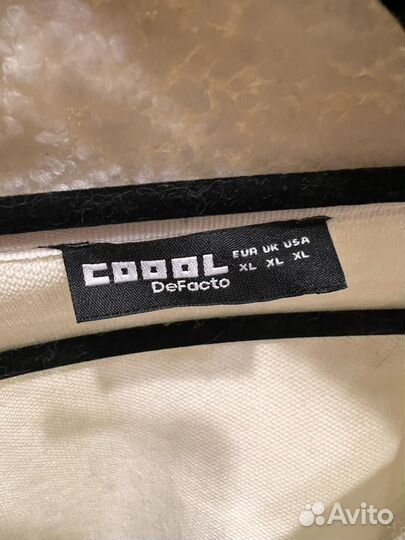 COOOL
DeFacto
EUR UK USA
XL XL XL
Avito